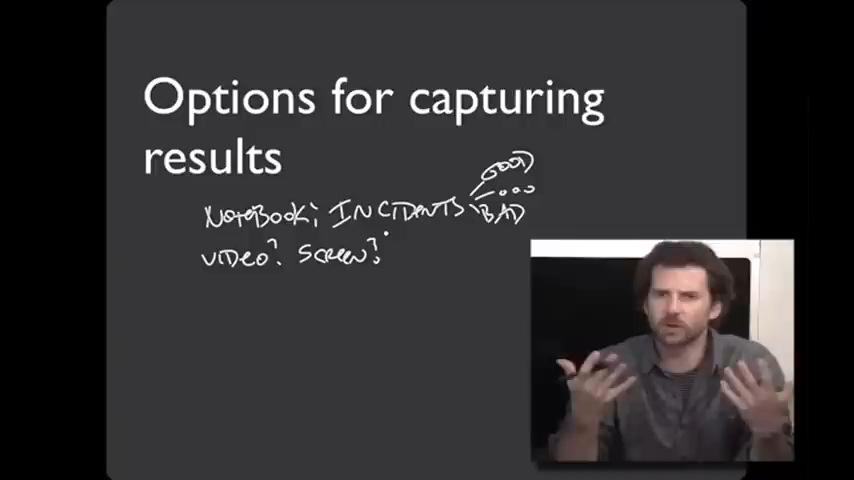 Options for capturing
results
GOOD
NOTEBOOK; INCIDENTS ...
BAD
VIDEO? SCREEN?